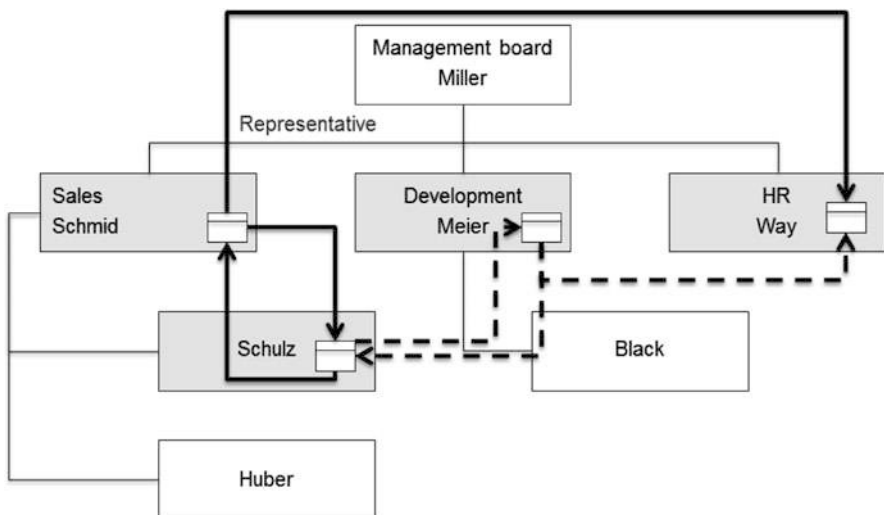 Management board
Miller
Representative
Sales
Schmid
Development
Meier
HR
Way
Schulz
Black
Huber